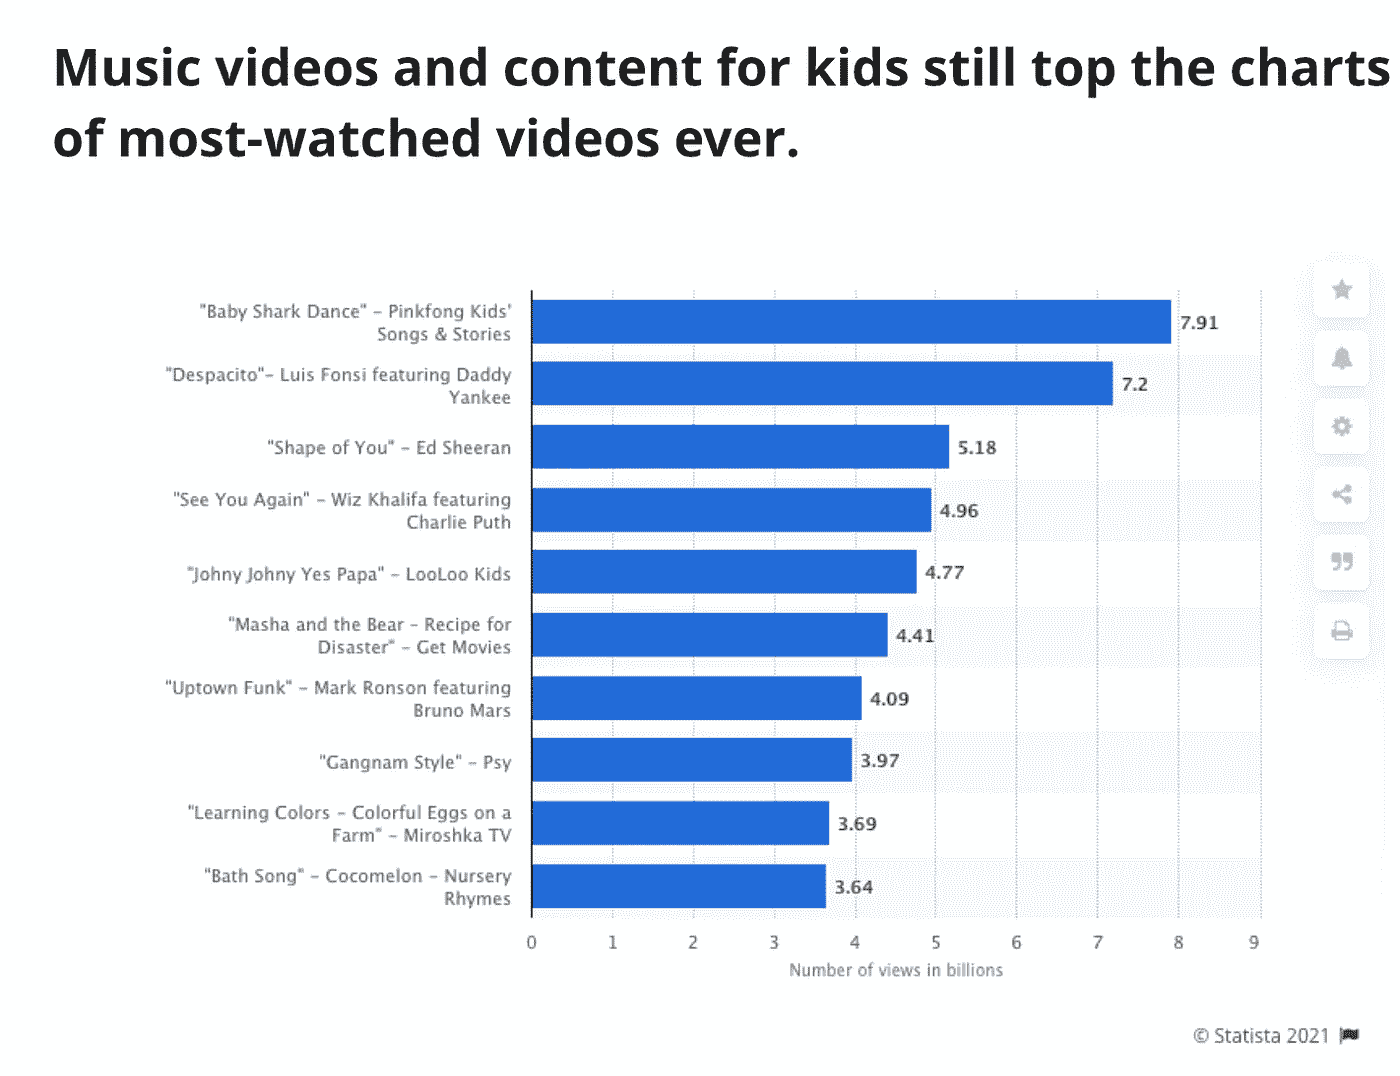 Music videos and content for kids still top the charts
of most-watched videos ever.
"Baby Shark Dance" – Pinkfong Kids'
Songs & Stories
7.91
"Despacito"– Luis Fonsi featuring Daddy
Yankee
7.2
"Shape of You" – Ed Sheeran
5.18
"See You Again" – Wiz Khalifa featuring
Charlie Puth
4.96
"Johny Johny Yes Papa" – LooLoo Kids
4.77
"Masha and the Bear – Recipe for
Disaster" – Get Movies
4.41
"Uptown Funk" – Mark Ronson featuring
Bruno Mars
4.09
"Gangnam Style" – Psy
3.97
"Learning Colors – Colorful Eggs on a
Farm" – Miroshka TV
3.69
"Bath Song" – Cocomelon – Nursery
Rhymes
3.64
0 1 2 3 4 5 6 7 8 9
Number of views in billions
© Statista 2021